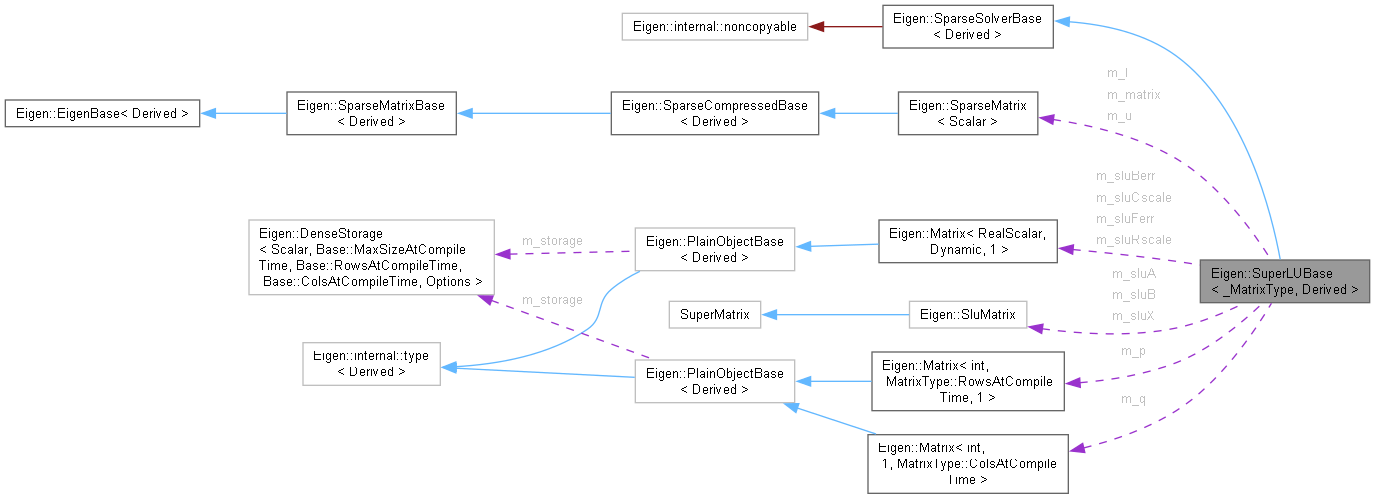 Eigen::internal::noncopyable
Eigen::SparseSolverBase
< Derived >
m_l
m_matrix
m_u
Eigen::EigenBase< Derived >
Eigen::SparseMatrixBase
< Derived >
Eigen::SparseCompressedBase
< Derived >
Eigen::SparseMatrix
< Scalar >
m_sluBerr
m_sluCscale
m_sluFerr
m_sluRscale
Eigen::DenseStorage
< Scalar, Base::MaxSizeAtCompile
Time, Base::RowsAtCompileTime,
Base::ColsAtCompileTime, Options >
m_storage
Eigen::PlainObjectBase
< Derived >
Eigen::Matrix< RealScalar,
Dynamic, 1 >
Eigen::SuperLUBase
< _MatrixType, Derived >
m_storage
SuperMatrix
Eigen::SluMatrix
m_sluA
m_sluB
m_sluX
Eigen::internal::type
< Derived >
Eigen::PlainObjectBase
< Derived >
Eigen::Matrix< int,
MatrixType::RowsAtCompile
Time, 1 >
m_p
m_q
Eigen::Matrix< int,
1, MatrixType::ColsAtCompile
Time >